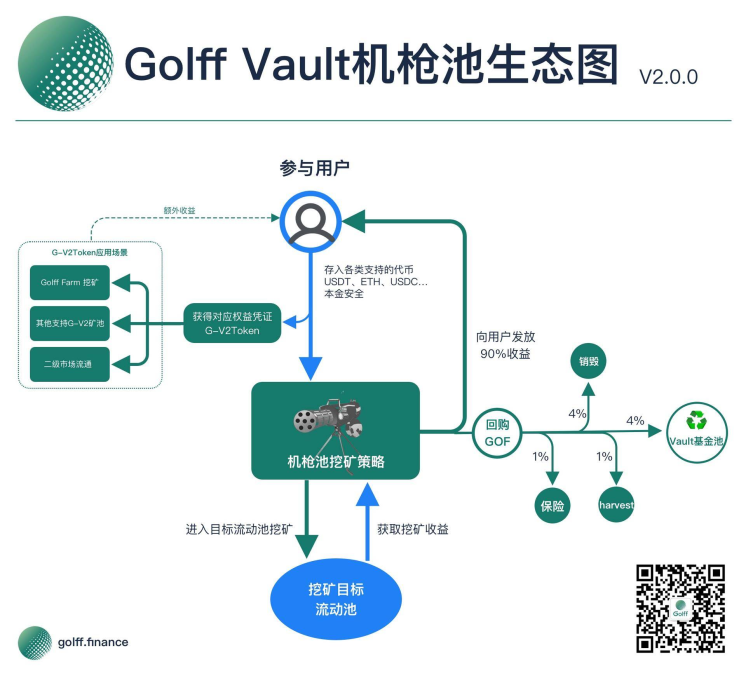 Golff Vault机枪池生态图
V2.0.0
参与用户
额外收益
G-V2Token应用场景
Golff Farm 挖矿
其他支持G-V2矿池
二级市场流通
获得对应权益凭证
G-V2Token
存入各类支持的代币
USDT、ETH、USDC...
本金安全
向用户发放
90%收益
机枪池挖矿策略
回购
GOF
销毁
4%
4%
Vault基金池
1%
1%
保险
harvest
进入目标流动池挖矿
获取挖矿收益
挖矿目标
流动池
Golff
golff.finance